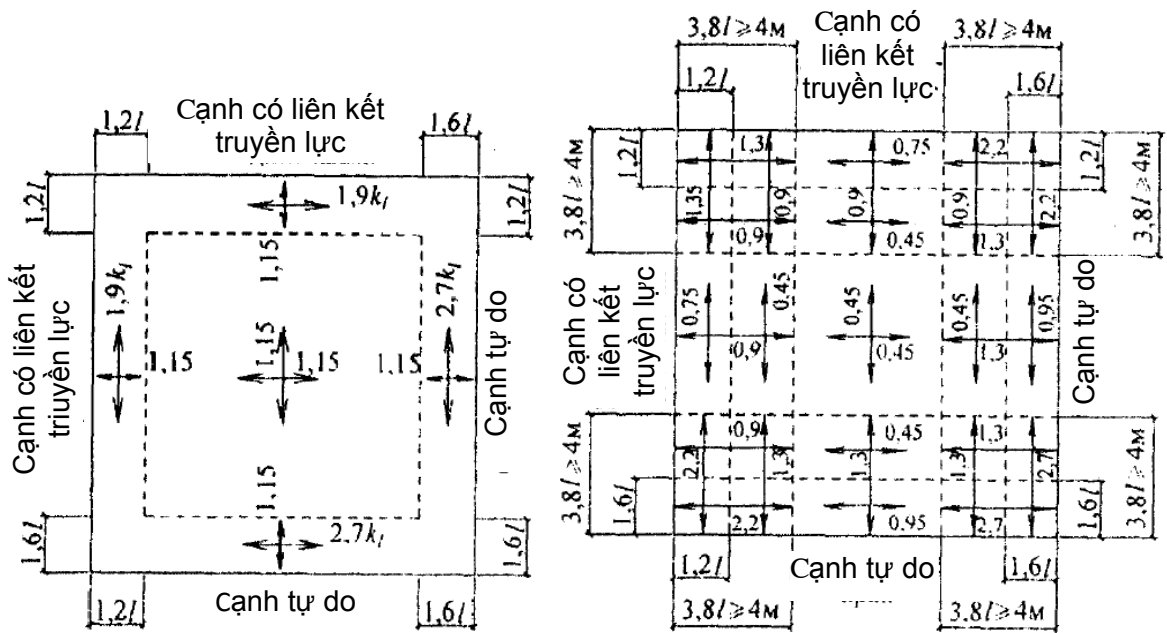 Cạnh có liên kết
truyền lực
1,2l
1,6l
1,2l
1,2l
1,9k_l
1,15
Cạnh có liên kết
triuyền lực
1,9k_l
1,15
1,15
1,15
1,15
2,7k_l
Cạnh tự do
1,15
2,7k_l
1,6l
1,6l
1,2l
Cạnh tự do
1,6l
3,8l ⩾ 4м
Cạnh có
liên kết
truyền lực
3,8l ⩾ 4м
1,2l
1,6l
3,8l ⩾ 4м
1,2l
1,3
0,75
2,2
1,2l
3,8l ⩾ 4м
1,35
0,9
0,9
0,9
2,2
0,9
0,45
1,3
Cạnh có
liên kết
truyền lực
0,75
0,45
0,45
0,45
0,95
0,9
0,45
1,3
Cạnh tự do
3,8l ⩾ 4м
0,9
0,45
1,3
2,2
1,3
1,3
1,3
2,7
3,8l ⩾ 4м
1,6l
2,2
0,95
2,7
1,6l
1,2l
Cạnh tự do
1,6l
3,8l ⩾ 4м
3,8l ⩾ 4м